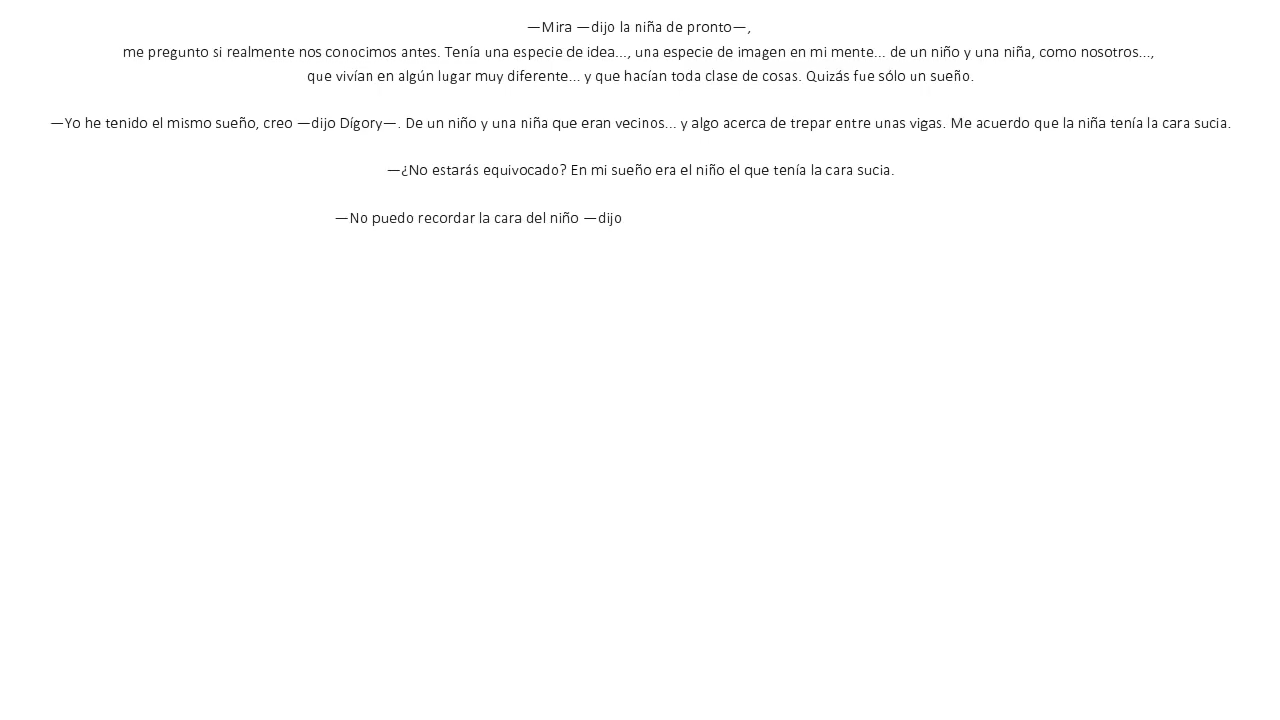 —Mira —dijo la niña de pronto—,
me pregunto si realmente nos conocimos antes. Tenía una especie de idea..., una especie de imagen en mi mente... de un niño y una niña, como nosotros...,
que vivían en algún lugar muy diferente... y que hacían toda clase de cosas. Quizás fue sólo un sueño.
—Yo he tenido el mismo sueño, creo —dijo Dígory—. De un niño y una niña que eran vecinos... y algo acerca de trepar entre unas vigas. Me acuerdo que la niña tenía la cara sucia.
—¿No estarás equivocado? En mi sueño era el niño el que tenía la cara sucia.
—No puedo recordar la cara del niño —dijo